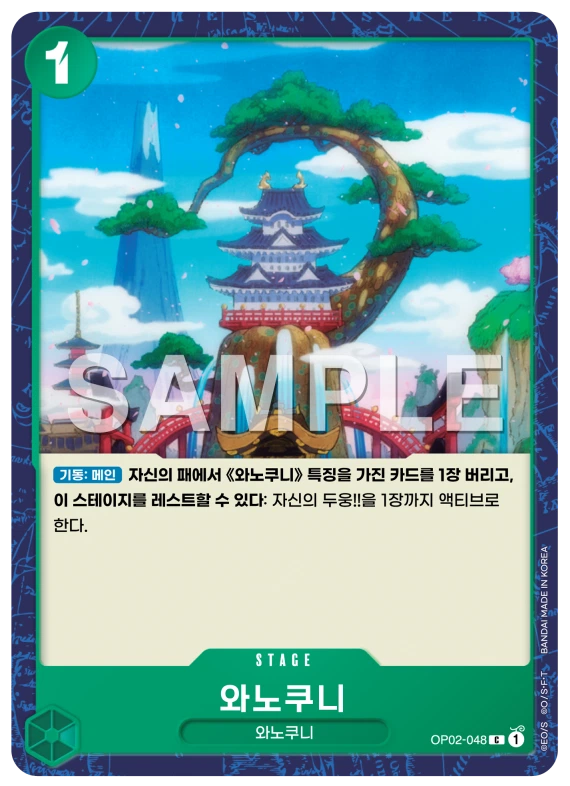 1
SAMPLE
기동: 메인 자신의 패에서 《와노쿠니》 특징을 가진 카드를 1장 버리고,
이 스테이지를 레스트할 수 있다: 자신의 두웅!!을 1장까지 액티브로
한다.
STAGE
와노쿠니
와노쿠니
OP02-048 C 1
©E.O/S. ©O/S・F・T BANDAI MADE IN KOREA